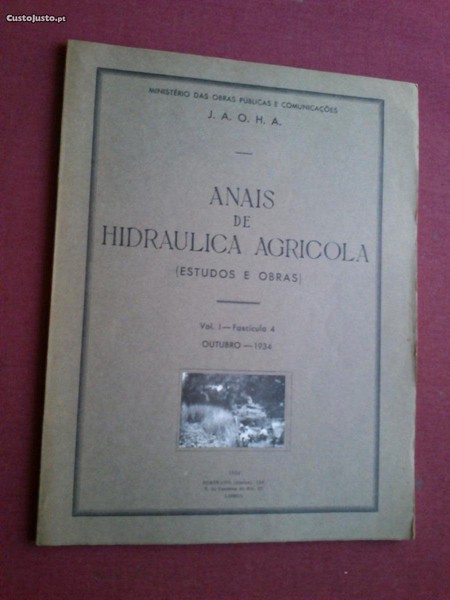 CustoJusto.pt
MINISTÉRIO DAS OBRAS PÚBLICAS E COMUNICAÇÕES
J. A. O. H. A.
ANAIS
DE
HIDRAULICA AGRICOLA
(ESTUDOS E OBRAS)
Vol. I — Fascículo 4
OUTUBRO — 1934
LISBOA